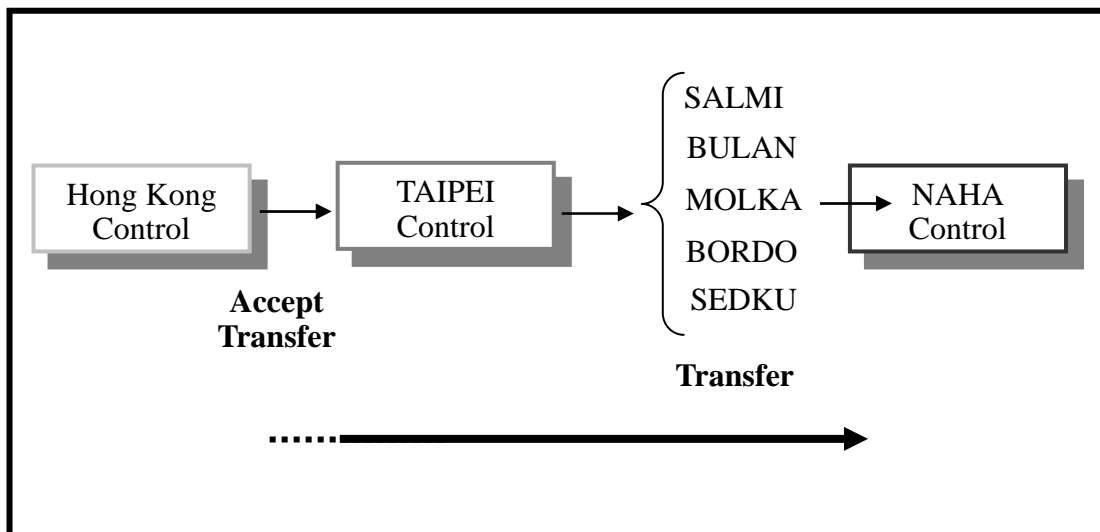 Hong Kong
Control
Accept
Transfer
TAIPEI
Control
SALMI
BULAN
MOLKA
BORDO
SEDKU
Transfer
NAHA
Control